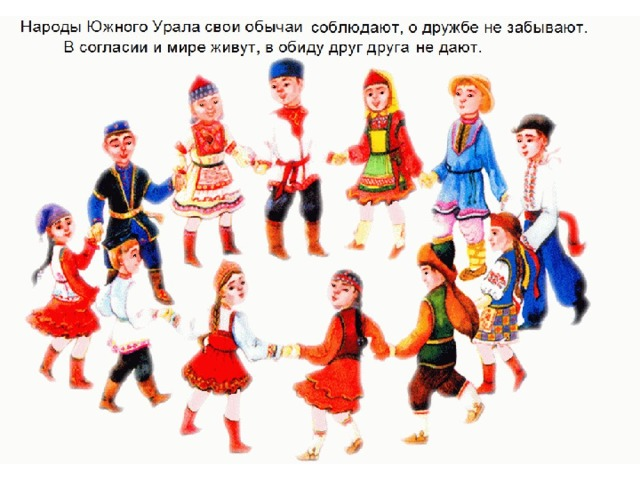 Народы Южного Урала свои обычаи соблюдают, о дружбе не забывают.
В согласии и мире живут, в обиду друг друга не дают.